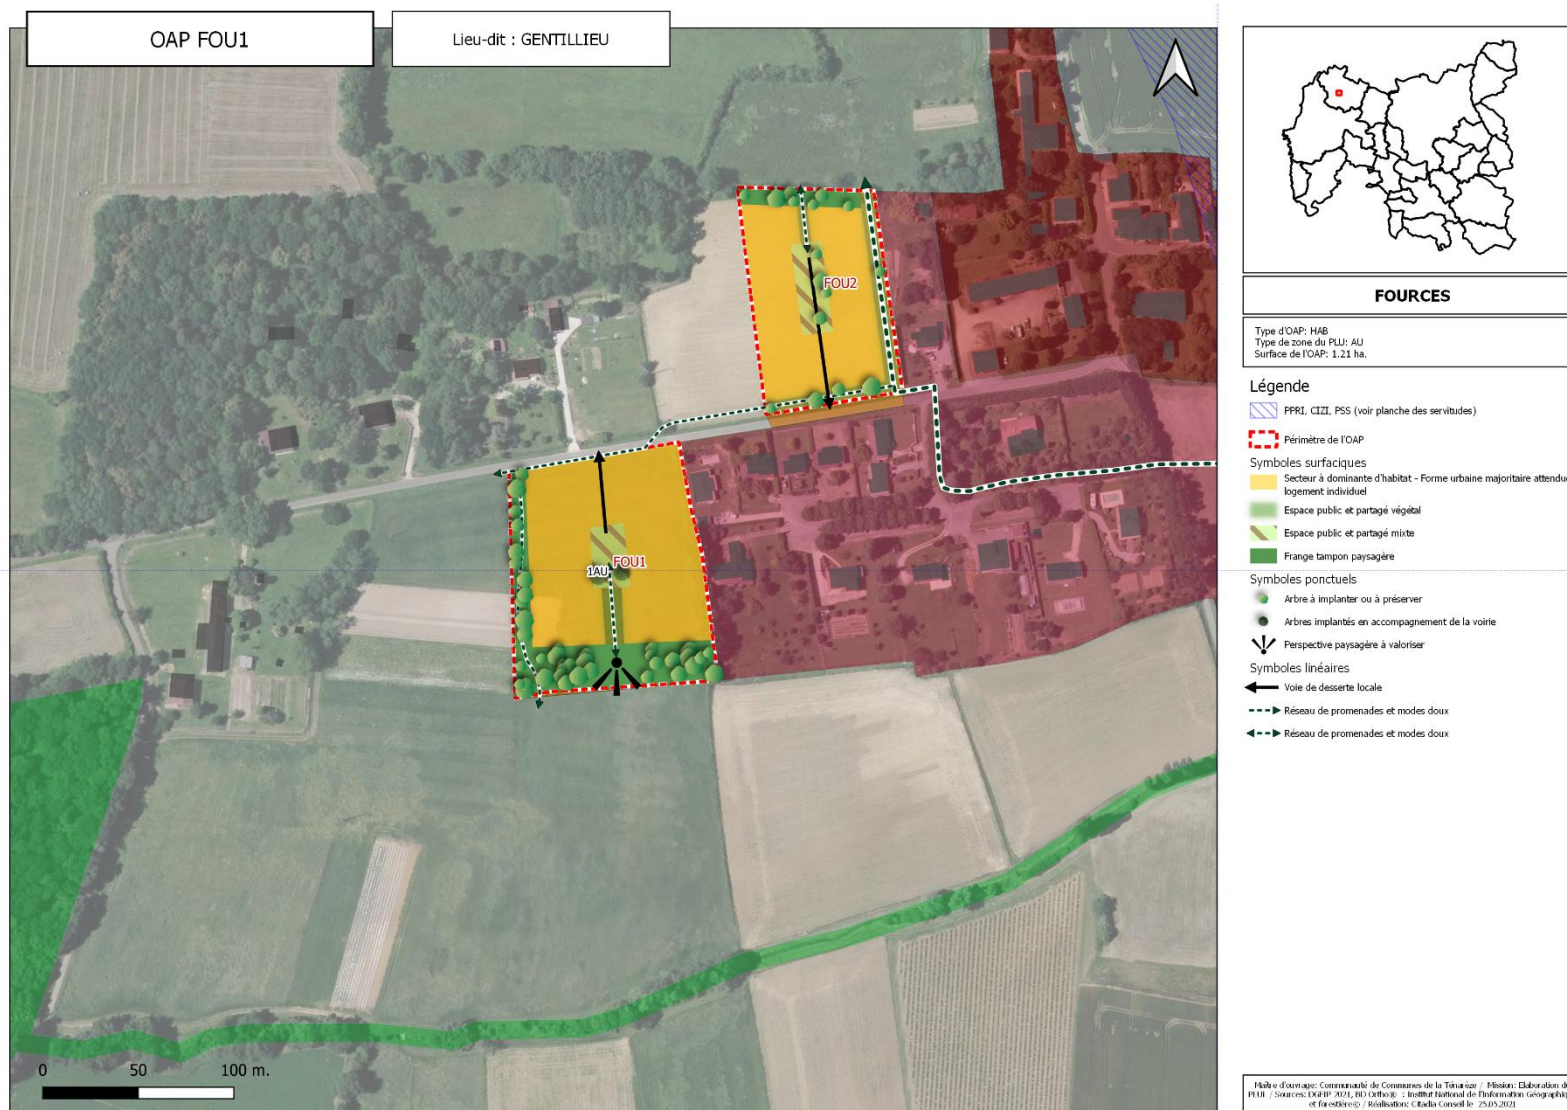 OAP FOU1
Lieu-dit : GENTILLIEU
FOU2
FOU1
1AU
0 50 100 m.
FOURCES
Type d'OAP: HAB
Type de zone du PLU: AU
Surface de l'OAP: 1.21 ha.
Légende
PPRI, CIZI, PSS (voir planche des servitudes)
Périmètre de l'OAP
Symboles surfaciques
Secteur à dominante d'habitat - Forme urbaine majoritaire attendue
logement individuel
Espace public et partagé végétal
Espace public et partagé mixte
Frange tampon paysagère
Symboles ponctuels
Arbre à implanter ou à préserver
Arbres implantés en accompagnement de la voirie
Perspective paysagère à valoriser
Symboles linéaires
Voie de desserte locale
Réseau de promenades et modes doux
Réseau de promenades et modes doux
Maître d'ouvrage: Communauté de Communes de la Ténarèze / Mission: Elaboration du
PLUI / Sources: DGFIP 2021, BD Ortho® : Institut National de l'Information Géographique
et forestière© / Réalisation: Citadia Conseil le 25.05.2021